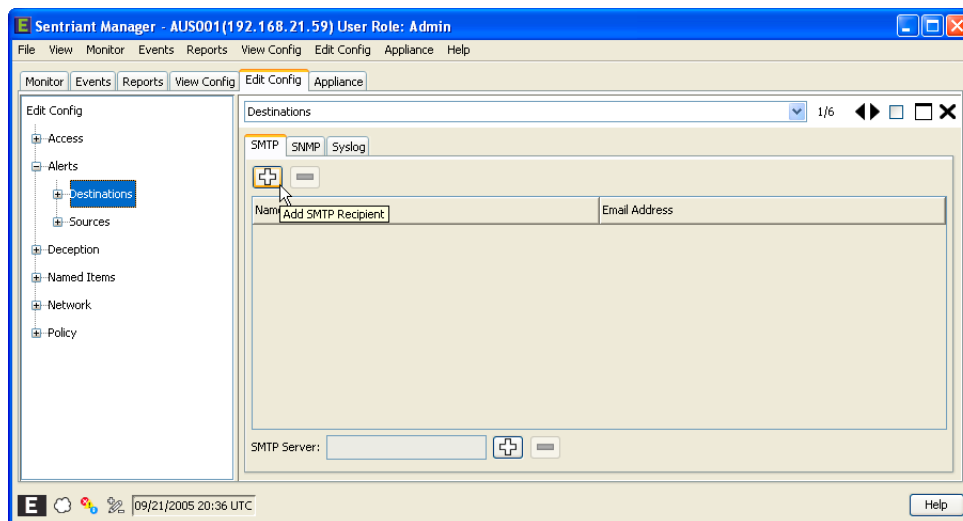 E Sentriant Manager - AUS001(192.168.21.59) User Role: Admin
File View Monitor Events Reports View Config Edit Config Appliance Help
Monitor Events Reports View Config Edit Config Appliance
Edit Config
Access
Alerts
Destinations
Sources
Deception
Named Items
Network
Policy
Destinations 1/6
SMTP SNMP Syslog
Name Email Address
Add SMTP Recipient
SMTP Server:
E 09/21/2005 20:36 UTC Help